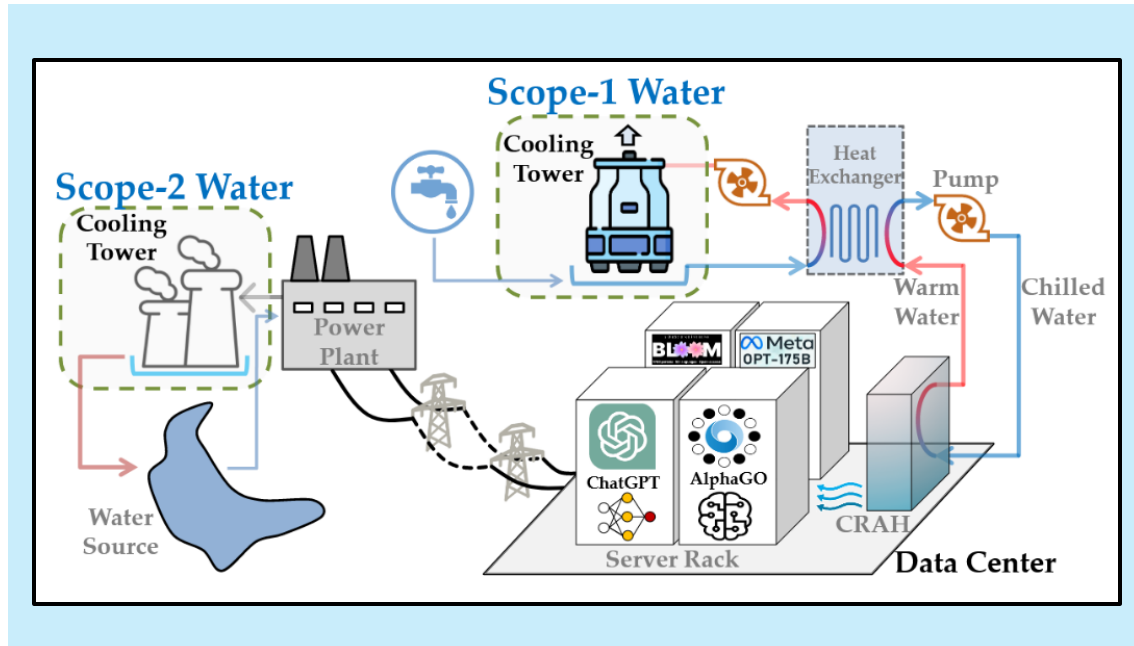 Scope-1 Water
Cooling
Tower
Heat
Exchanger
Pump
Scope-2 Water
Cooling
Tower
Power
Plant
Warm
Water
Chilled
Water
BLOOM
Meta
OPT-175B
ChatGPT
AlphaGO
Water
Source
CRAH
Server Rack
Data Center